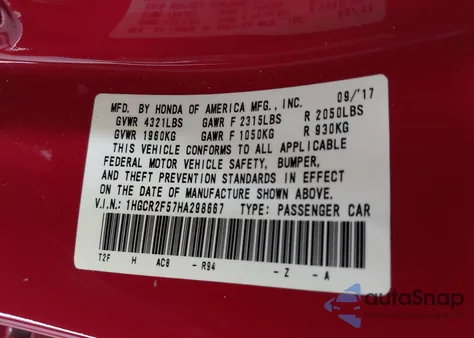 MFD. BY HONDA OF AMERICA MFG., INC. 09/'17
GVWR 4321LBS GAWR F 2315LBS R 2050LBS
GVWR 1960KG GAWR F 1050KG R 930KG
THIS VEHICLE CONFORMS TO ALL APPLICABLE
FEDERAL MOTOR VEHICLE SAFETY, BUMPER,
AND THEFT PREVENTION STANDARDS IN EFFECT
ON THE DATE OF MANUFACTURE SHOWN ABOVE.
V.I.N.: 1HGCR2F57HA298667 TYPE: PASSENGER CAR
T2F H AC9 - R94 - Z - A
autoSnap